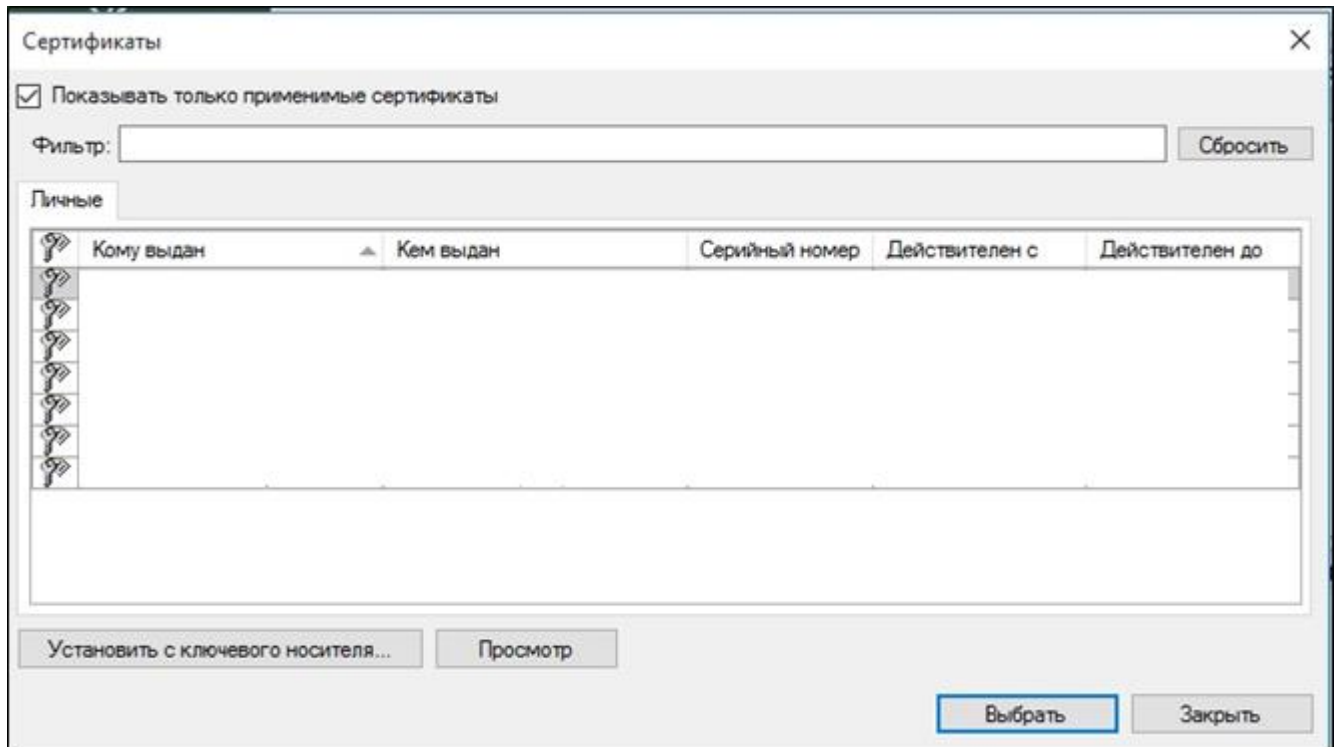 Сертификаты
Показывать только применимые сертификаты
Фильтр: Сбросить
Личные
Кому выдан Кем выдан Серийный номер Действителен с Действителен до
Установить с ключевого носителя... Просмотр
Выбрать Закрыть